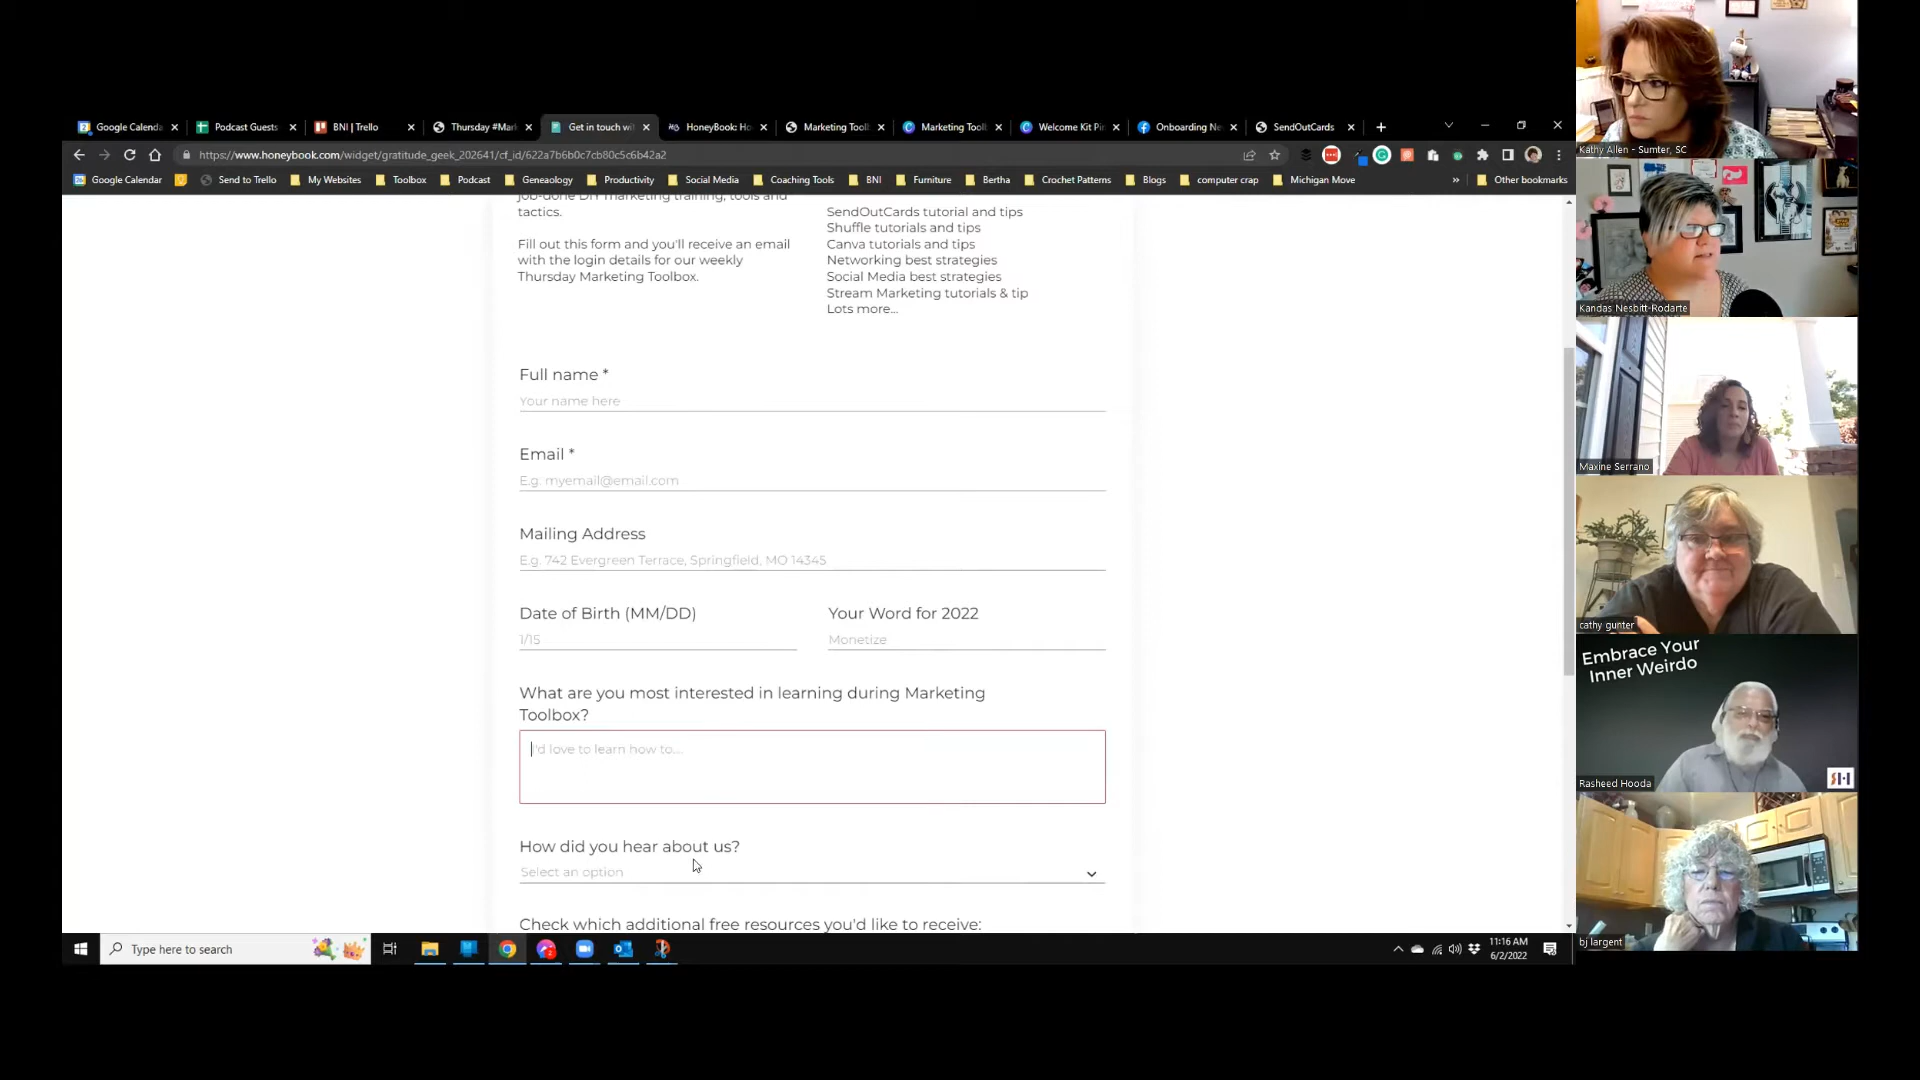 Google Calenda
Podcast Guests
BNI | Trello
Thursday #Mar
Get in touch wi
HoneyBook: Ho
Marketing Tool
Marketing Tool
Welcome Kit Pin
Onboarding Ne
SendOutCards
https://www.honeybook.com/widget/gratitude_geek_202641/cf_id/622a7b6b0c7cb80c5c6b42a2
Google Calendar
Send to Trello
My Websites
Toolbox
Podcast
Geneaology
Productivity
Social Media
Coaching Tools
BNI
Furniture
Bertha
Crochet Patterns
Blogs
computer crap
Michigan Move
Other bookmarks
job-done DIY marketing training, tools and
tactics.
Fill out this form and you'll receive an email
with the login details for our weekly
Thursday Marketing Toolbox.
SendOutCards tutorial and tips
Shuffle tutorials and tips
Canva tutorials and tips
Networking best strategies
Social Media best strategies
Stream Marketing tutorials & tip
Lots more...
Full name *
Your name here
Email *
E.g: myemail@email.com
Mailing Address
E.g. 742 Evergreen Terrace, Springfield, MO 14345
Date of Birth (MM/DD)
1/15
Your Word for 2022
Monetize
What are you most interested in learning during Marketing
Toolbox?
I'd love to learn how to...
How did you hear about us?
Select an option
Check which additional free resources you'd like to receive:
Type here to search
11:16 AM
6/2/2022
Kathy Allen - Sumter, SC
Kandas Nesbitt-Rodarte
Maxine Serrano
cathy gunter
Embrace Your
Inner Weirdo
Rasheed Hooda
bj largent